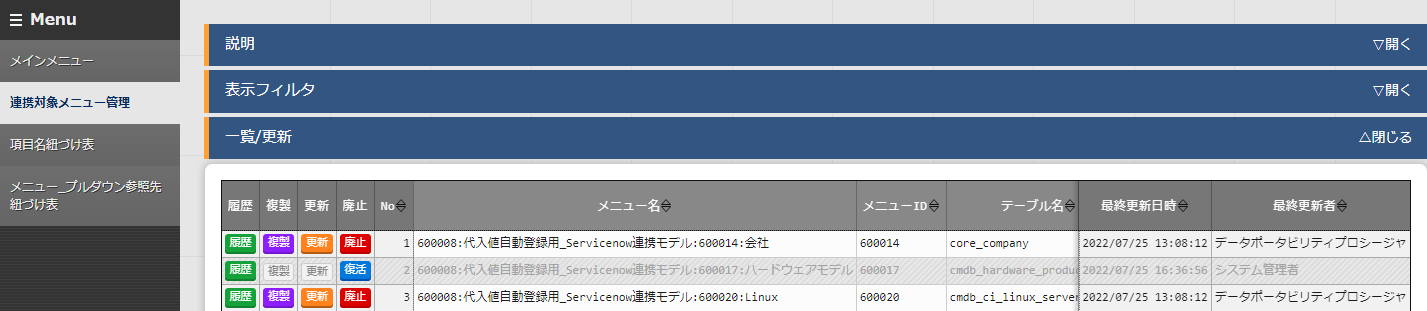 ☰ Menu
メインメニュー
連携対象メニュー管理
項目名紐づけ表
メニュー_プルダウン参照先
紐づけ表
説明 ▽開く
表示フィルタ ▽開く
一覧/更新 △閉じる
履歴 複製 更新 廃止 No メニュー名 メニューID テーブル名 最終更新日時 最終更新者
履歴 複製 更新 廃止 1 600008:代入値自動登録用_Servicenow連携モデル:600014:会社 600014 core_company 2022/07/25 13:08:12 データポータビリティプロシージャ
履歴 複製 更新 復活 2 600008:代入値自動登録用_Servicenow連携モデル:600017:ハードウェアモデル 600017 cmdb_hardware_produc 2022/07/25 16:36:56 システム管理者
履歴 複製 更新 廃止 3 600008:代入値自動登録用_Servicenow連携モデル:600020:Linux 600020 cmdb_ci_linux_server 2022/07/25 13:08:12 データポータビリティプロシージャ